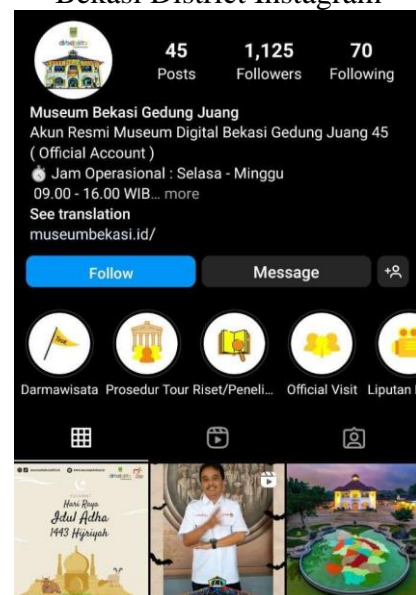 Bekasi District Instagram
45
1,125
70
Posts
Followers
Following
Museum Bekasi Gedung Juang
Akun Resmi Museum Digital Bekasi Gedung Juang 45
( Official Account )
Jam Operasional : Selasa - Minggu
09.00 - 16.00 WIB... more
See translation
museumbekasi.id/
Follow
Message
Darmawisata
Prosedur Tour
Riset/Peneli...
Official Visit
Liputan
Hari Raya
Idul Adha
1443 Hijriyah